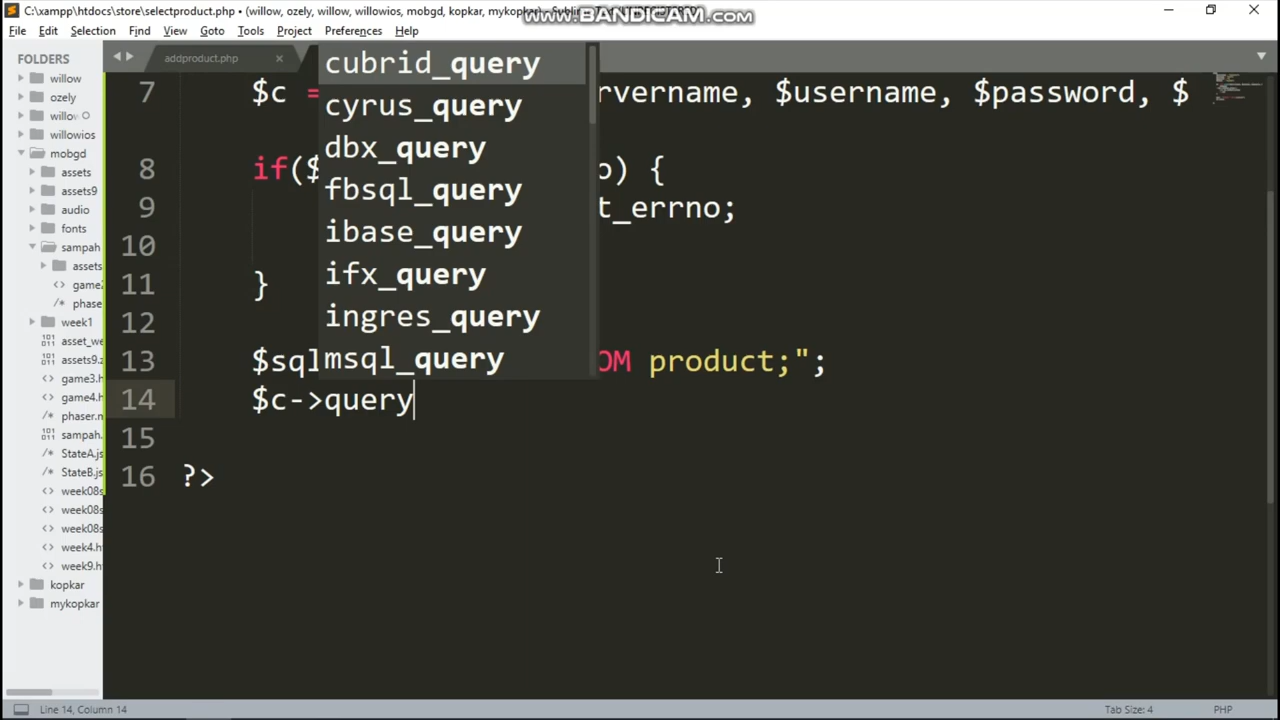 C:\xampp\htdocs\store\selectproduct.php • (willow, ozely, willow, willowios, mobgd, kopkar, mykopkar) - Subl
www.BANDICAM.com
File Edit Selection Find View Goto Tools Project Preferences Help
FOLDERS
willow
ozely
willow
willowios
mobgd
assets
assets9
audio
fonts
sampah
assets
game
phase
week1
asset_we
assets9.z
game3.h
game4.h
phaser.m
sampah.
StateA.js
StateB.js
week08s
week08s
week08s
week4.h
week9.h
kopkar
mykopkar
addproduct.php ×
cubrid_query
cyrus_query
dbx_query
fbsql_query
ibase_query
ifx_query
ingres_query
msql_query
7 $c = rvername, $username, $password, $
8 if($ o) {
9 t_errno;
10
11 }
12
13 $sql OM product;";
14 $c->query
15
16 ?>
Line 14, Column 14
Tab Size: 4
PHP